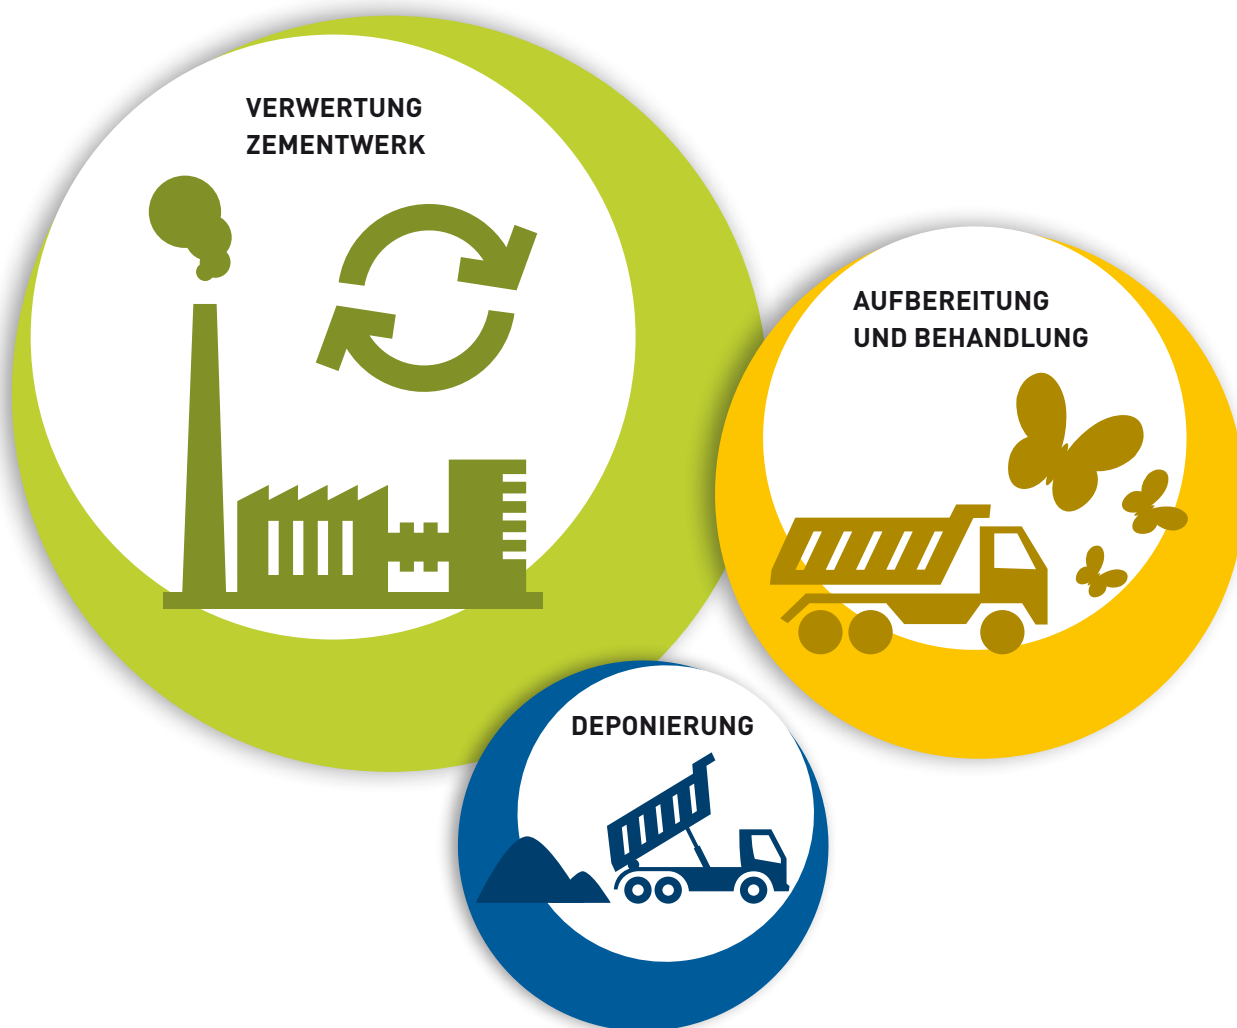 VERWERTUNG
ZEMENTWERK
AUFBEREITUNG
UND BEHANDLUNG
DEPONIERUNG